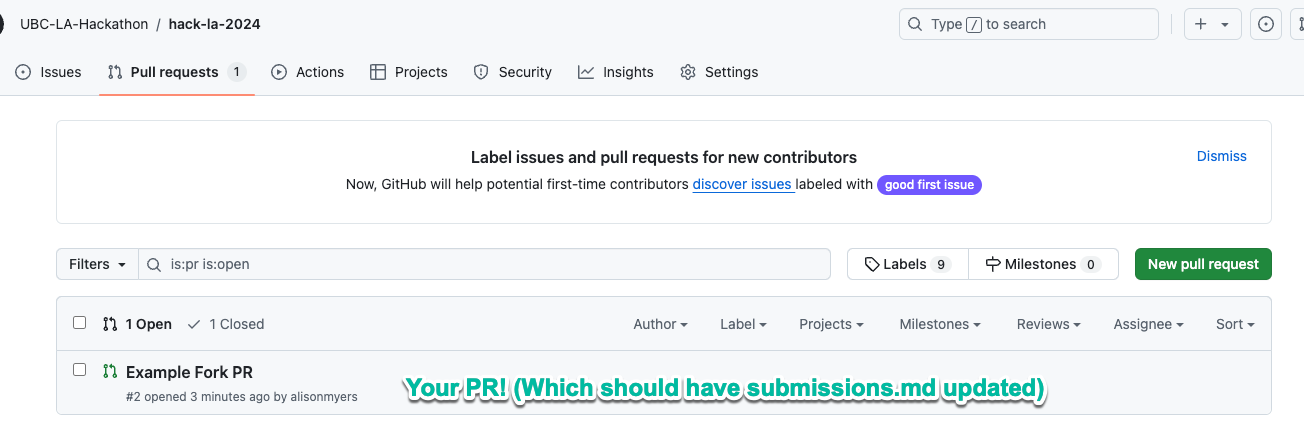 UBC-LA-Hackathon / hack-la-2024
Type / to search
Issues Pull requests 1 Actions Projects Security Insights Settings
Label issues and pull requests for new contributors
Dismiss
Now, GitHub will help potential first-time contributors discover issues labeled with good first issue
Filters is:pr is:open Labels 9 Milestones 0 New pull request
1 Open 1 Closed Author Label Projects Milestones Reviews Assignee Sort
Example Fork PR
Your PR! (Which should have submissions.md updated)
#2 opened 3 minutes ago by alisonmyers